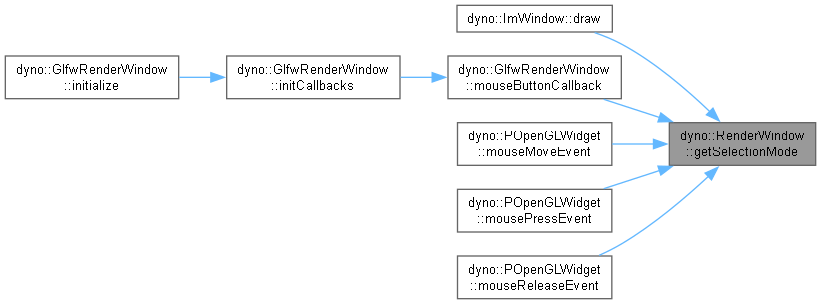 dyno::ImWindow::draw
dyno::GlfwRenderWindow
::initialize
dyno::GlfwRenderWindow
::initCallbacks
dyno::GlfwRenderWindow
::mouseButtonCallback
dyno::POpenGLWidget
::mouseMoveEvent
dyno::RenderWindow
::getSelectionMode
dyno::POpenGLWidget
::mousePressEvent
dyno::POpenGLWidget
::mouseReleaseEvent